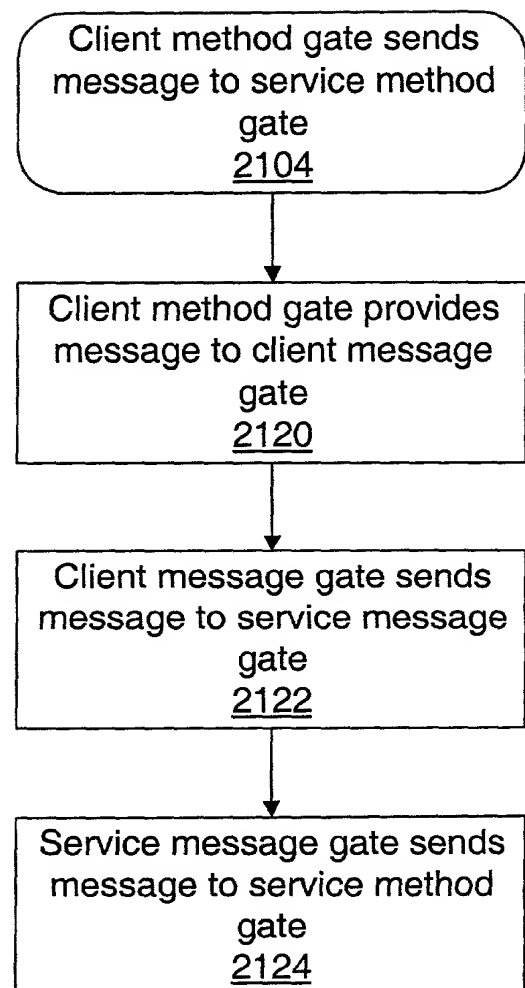 Client method gate sends
message to service method
gate
2104
Client method gate provides
message to client message
gate
2120
Client message gate sends
message to service message
gate
2122
Service message gate sends
message to service method
gate
2124